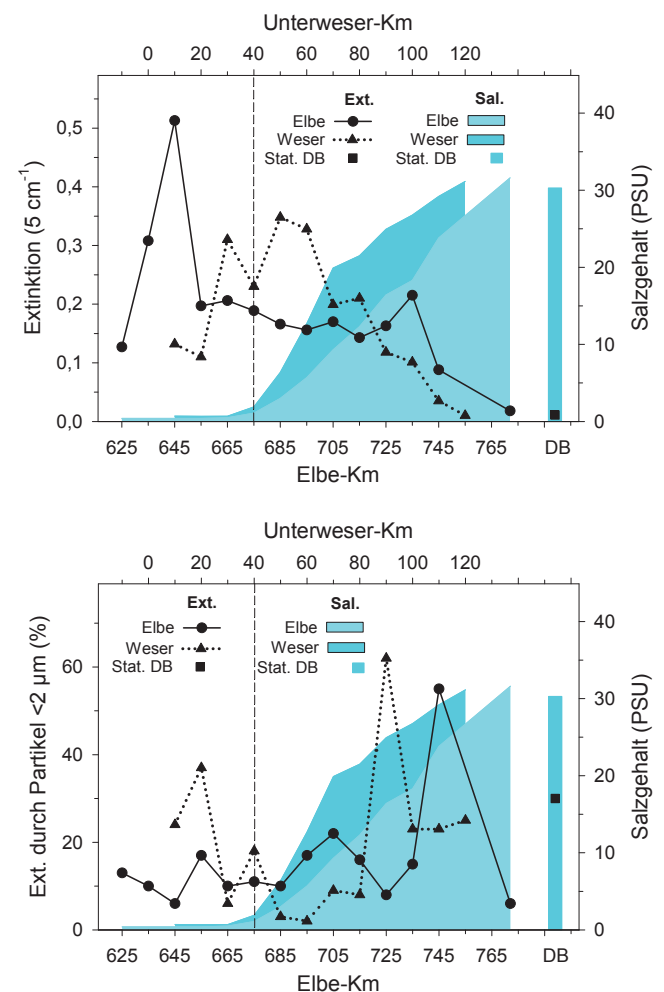 Unterweser-Km
0 20 40 60 80 100 120
Ext. Sal.
Elbe Elbe
Weser Weser
Stat. DB Stat. DB
0,5
0,4
0,3
0,2
0,1
0,0
Extinktion (5 cm⁻¹)
40
30
20
10
0
Salzgehalt (PSU)
625 645 665 685 705 725 745 765 DB
Elbe-Km
Unterweser-Km
0 20 40 60 80 100 120
Ext. Sal.
Elbe Elbe
Weser Weser
Stat. DB Stat. DB
60
40
20
0
Ext. durch Partikel <2 µm (%)
40
30
20
10
0
Salzgehalt (PSU)
625 645 665 685 705 725 745 765 DB
Elbe-Km